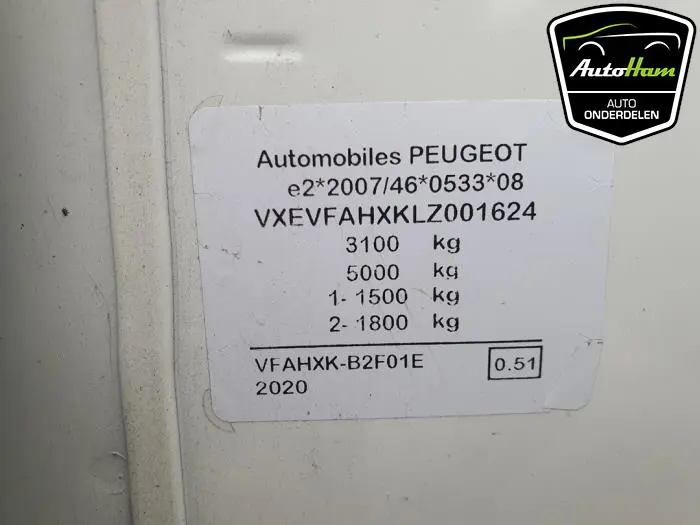 AutoHam
AUTO
ONDERDELEN
Automobiles PEUGEOT
e2*2007/46*0533*08
VXEVFAHXKLZ001624
3100 kg
5000 kg
1- 1500 kg
2- 1800 kg
VFAHXK-B2F01E 0.51
2020